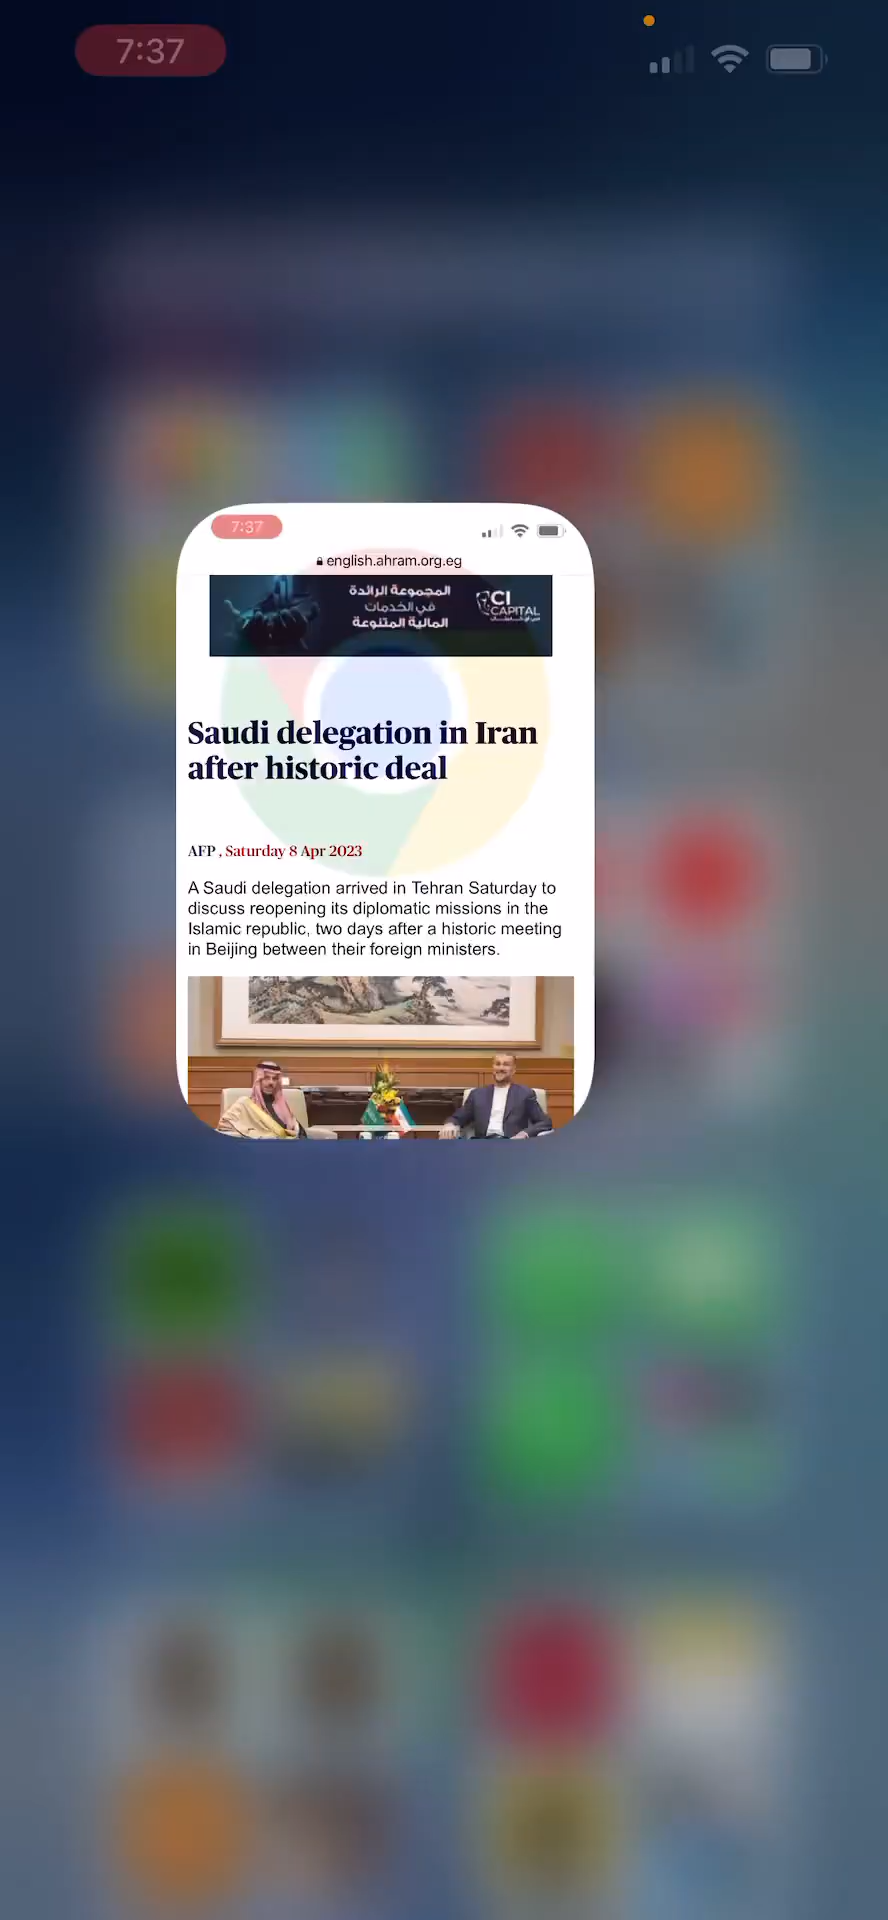 7:37
7:37
english.ahram.org.eg
المجموعة الرائدة
في الخدمات
المالية المتنوعة
CI
CAPITAL
Saudi delegation in Iran
after historic deal
AFP , Saturday 8 Apr 2023
A Saudi delegation arrived in Tehran Saturday to
discuss reopening its diplomatic missions in the
Islamic republic, two days after a historic meeting
in Beijing between their foreign ministers.